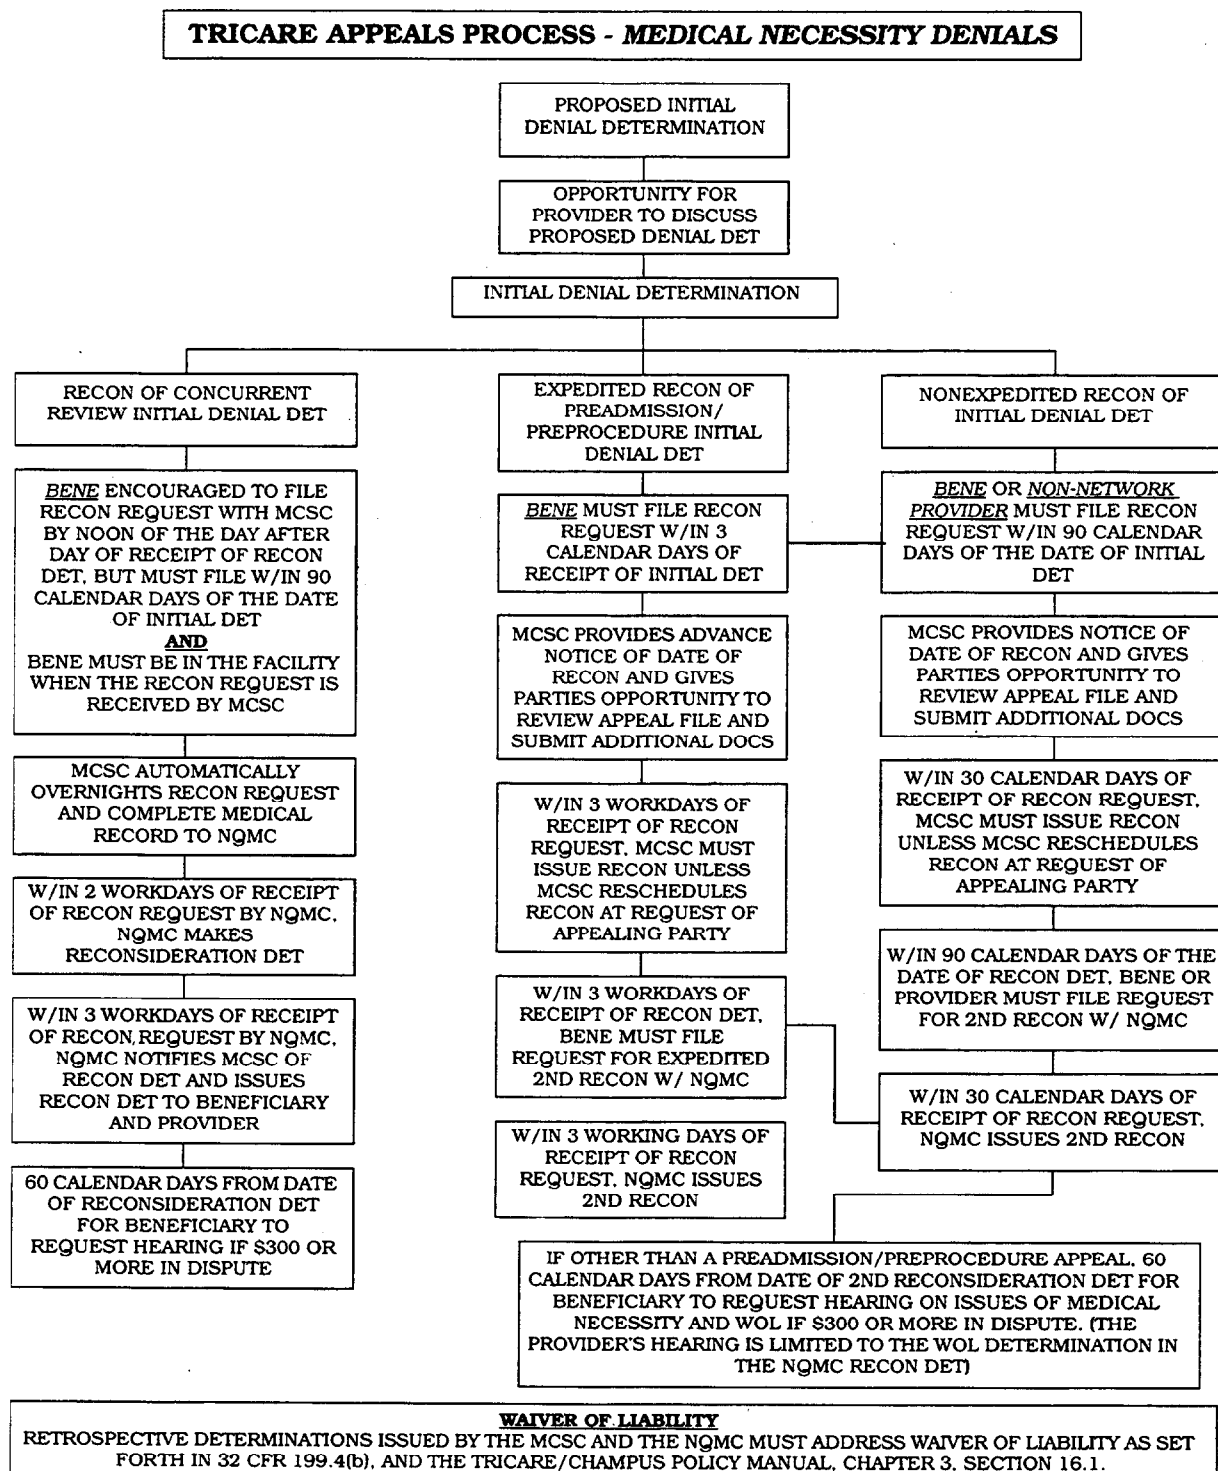 TRICARE APPEALS PROCESS - MEDICAL NECESSITY DENIALS
PROPOSED INITIAL
DENIAL DETERMINATION
OPPORTUNITY FOR
PROVIDER TO DISCUSS
PROPOSED DENIAL DET
INITIAL DENIAL DETERMINATION
RECON OF CONCURRENT
REVIEW INITIAL DENIAL DET
BENE ENCOURAGED TO FILE
RECON REQUEST WITH MCSC
BY NOON OF THE DAY AFTER
DAY OF RECEIPT OF RECON
DET, BUT MUST FILE W/IN 90
CALENDAR DAYS OF THE DATE
OF INITIAL DET
AND
BENE MUST BE IN THE FACILITY
WHEN THE RECON REQUEST IS
RECEIVED BY MCSC
MCSC AUTOMATICALLY
OVERNIGHTS RECON REQUEST
AND COMPLETE MEDICAL
RECORD TO NQMC
W/IN 2 WORKDAYS OF RECEIPT
OF RECON REQUEST BY NQMC,
NQMC MAKES
RECONSIDERATION DET
W/IN 3 WORKDAYS OF RECEIPT
OF RECON REQUEST BY NQMC,
NQMC NOTIFIES MCSC OF
RECON DET AND ISSUES
RECON DET TO BENEFICIARY
AND PROVIDER
60 CALENDAR DAYS FROM DATE
OF RECONSIDERATION DET
FOR BENEFICIARY TO
REQUEST HEARING IF $300 OR
MORE IN DISPUTE
EXPEDITED RECON OF
PREADMISSION/
PREPROCEDURE INITIAL
DENIAL DET
BENE MUST FILE RECON
REQUEST W/IN 3
CALENDAR DAYS OF
RECEIPT OF INITIAL DET
MCSC PROVIDES ADVANCE
NOTICE OF DATE OF
RECON AND GIVES
PARTIES OPPORTUNITY TO
REVIEW APPEAL FILE AND
SUBMIT ADDITIONAL DOCS
W/IN 3 WORKDAYS OF
RECEIPT OF RECON
REQUEST, MCSC MUST
ISSUE RECON UNLESS
MCSC RESCHEDULES
RECON AT REQUEST OF
APPEALING PARTY
W/IN 3 WORKDAYS OF
RECEIPT OF RECON DET,
BENE MUST FILE
REQUEST FOR EXPEDITED
2ND RECON W/ NQMC
W/IN 3 WORKING DAYS OF
RECEIPT OF RECON
REQUEST, NQMC ISSUES
2ND RECON
NONEXPEDITED RECON OF
INITIAL DENIAL DET
BENE OR NON-NETWORK
PROVIDER MUST FILE RECON
REQUEST W/IN 90 CALENDAR
DAYS OF THE DATE OF INITIAL
DET
MCSC PROVIDES NOTICE OF
DATE OF RECON AND GIVES
PARTIES OPPORTUNITY TO
REVIEW APPEAL FILE AND
SUBMIT ADDITIONAL DOCS
W/IN 30 CALENDAR DAYS OF
RECEIPT OF RECON REQUEST,
MCSC MUST ISSUE RECON
UNLESS MCSC RESCHEDULES
RECON AT REQUEST OF
APPEALING PARTY
W/IN 90 CALENDAR DAYS OF THE
DATE OF RECON DET, BENE OR
PROVIDER MUST FILE REQUEST
FOR 2ND RECON W/ NQMC
W/IN 30 CALENDAR DAYS OF
RECEIPT OF RECON REQUEST,
NQMC ISSUES 2ND RECON
IF OTHER THAN A PREADMISSION/PREPROCEDURE APPEAL, 60
CALENDAR DAYS FROM DATE OF 2ND RECONSIDERATION DET FOR
BENEFICIARY TO REQUEST HEARING ON ISSUES OF MEDICAL
NECESSITY AND WOL IF $300 OR MORE IN DISPUTE. (THE
PROVIDER'S HEARING IS LIMITED TO THE WOL DETERMINATION IN
THE NQMC RECON DET)
WAIVER OF LIABILITY
RETROSPECTIVE DETERMINATIONS ISSUED BY THE MCSC AND THE NQMC MUST ADDRESS WAIVER OF LIABILITY AS SET
FORTH IN 32 CFR 199.4(b), AND THE TRICARE/CHAMPUS POLICY MANUAL, CHAPTER 3, SECTION 16.1.